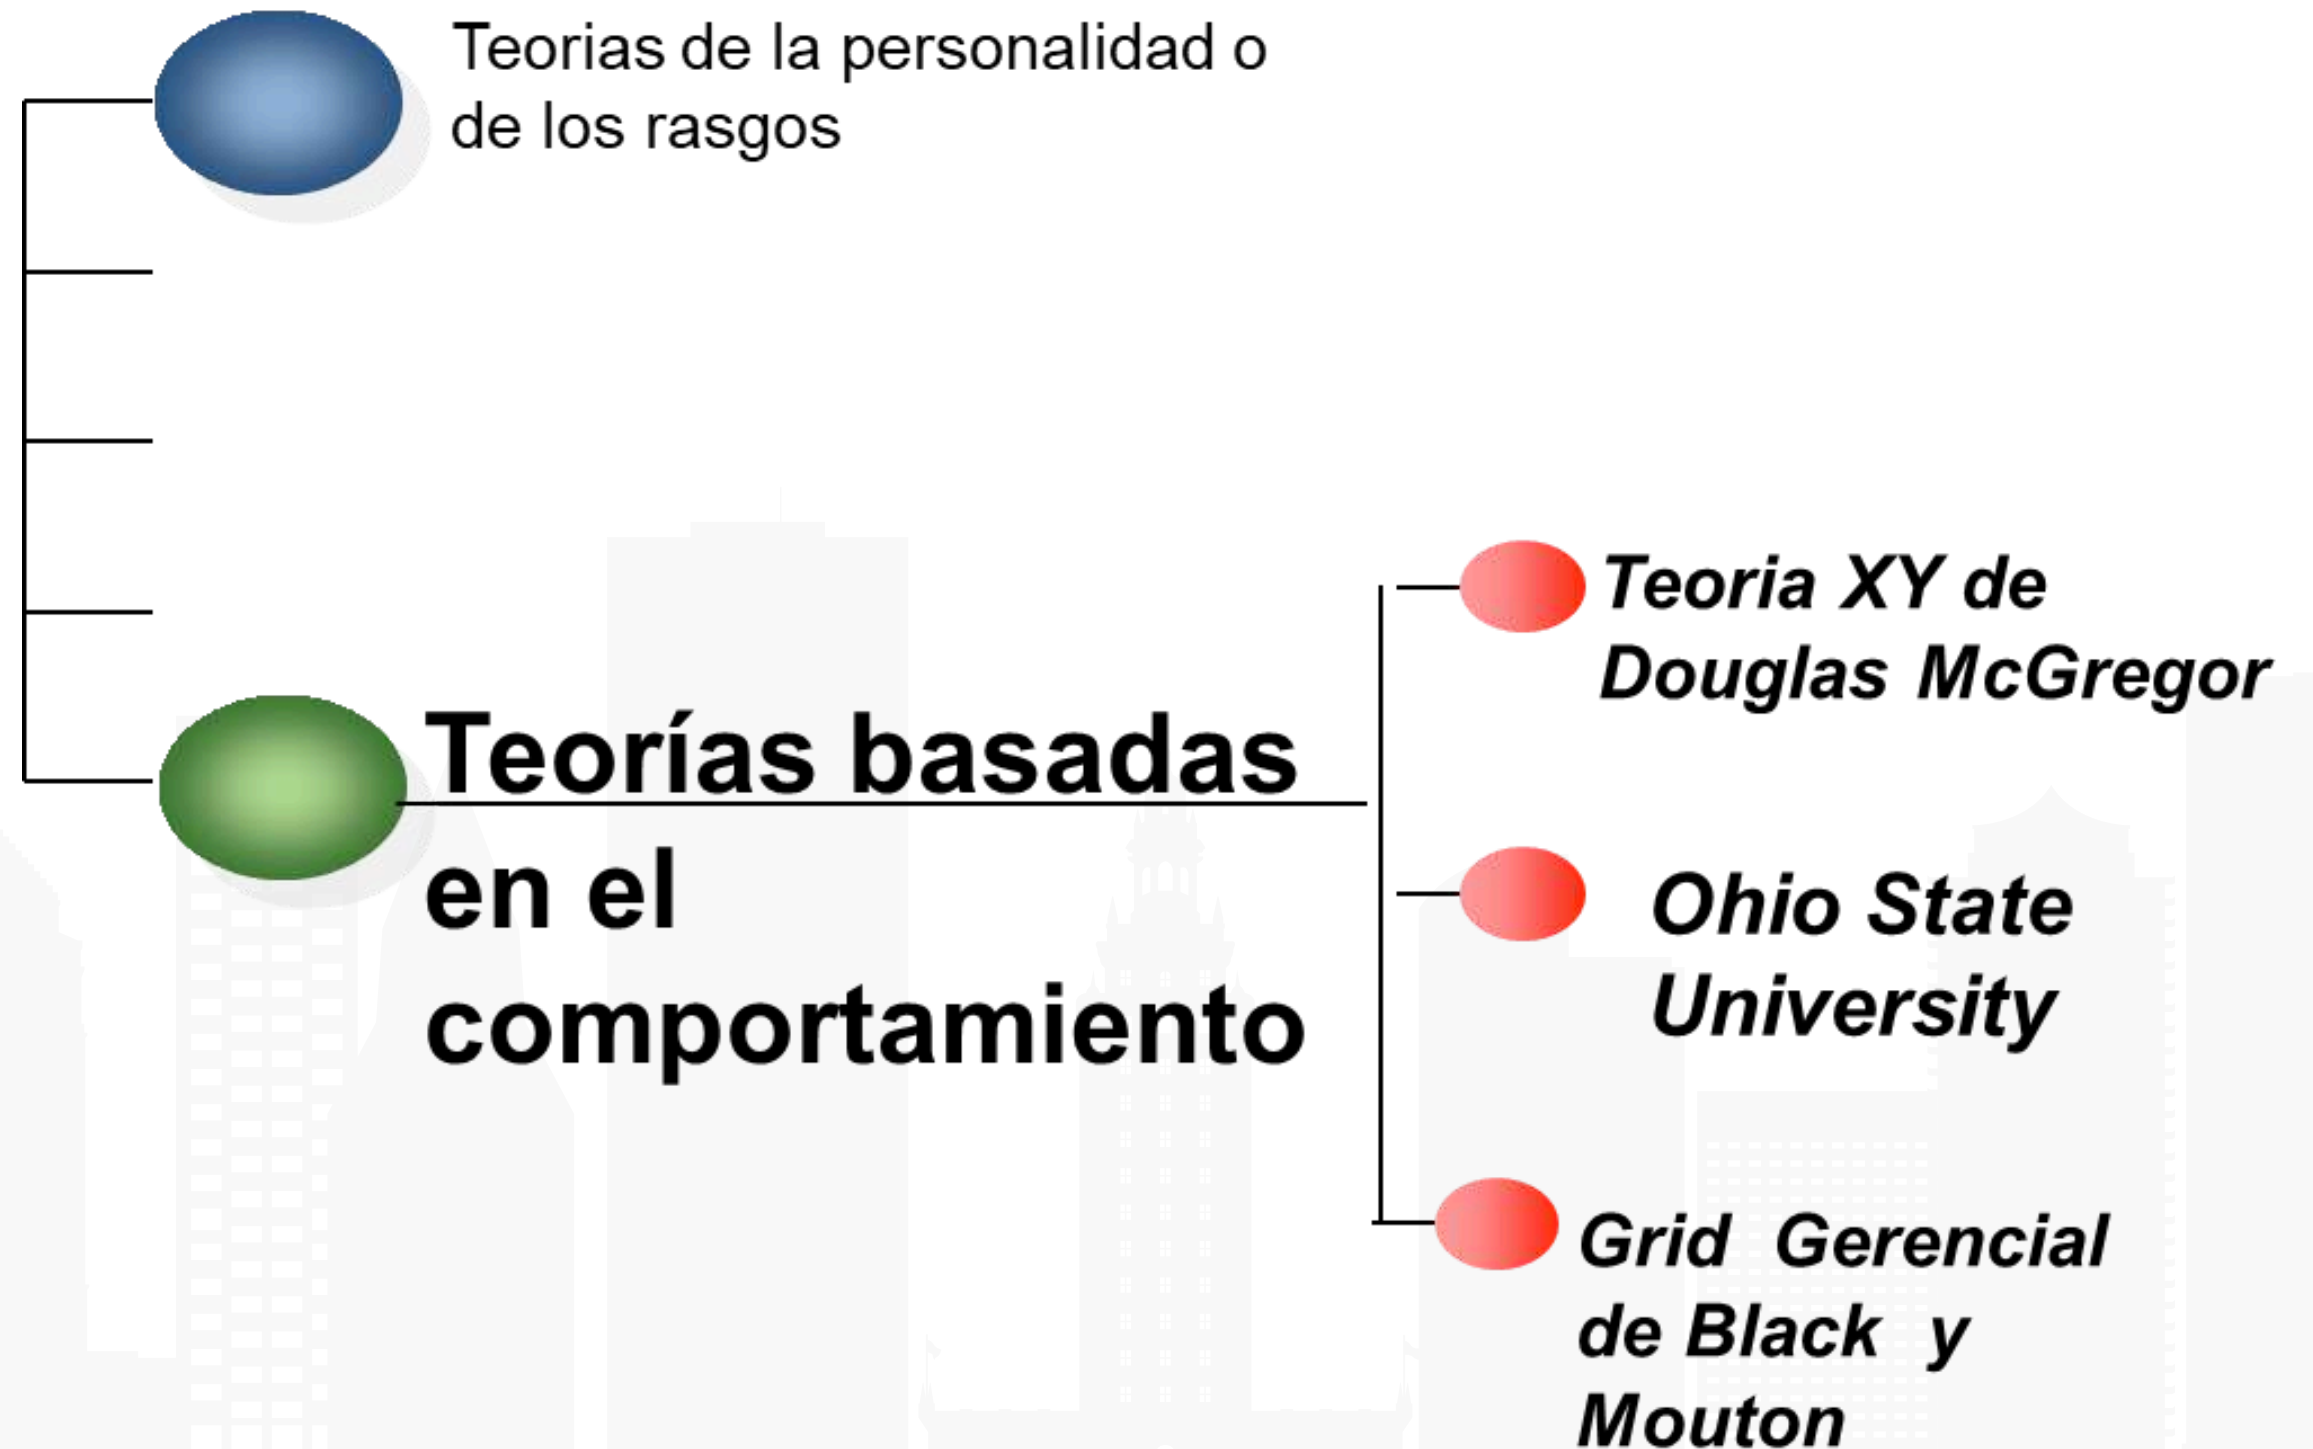 Teorias de la personalidad o
de los rasgos
Teorías basadas
en el
comportamiento
Teoria XY de
Douglas McGregor
Ohio State
University
Grid Gerencial
de Black y
Mouton